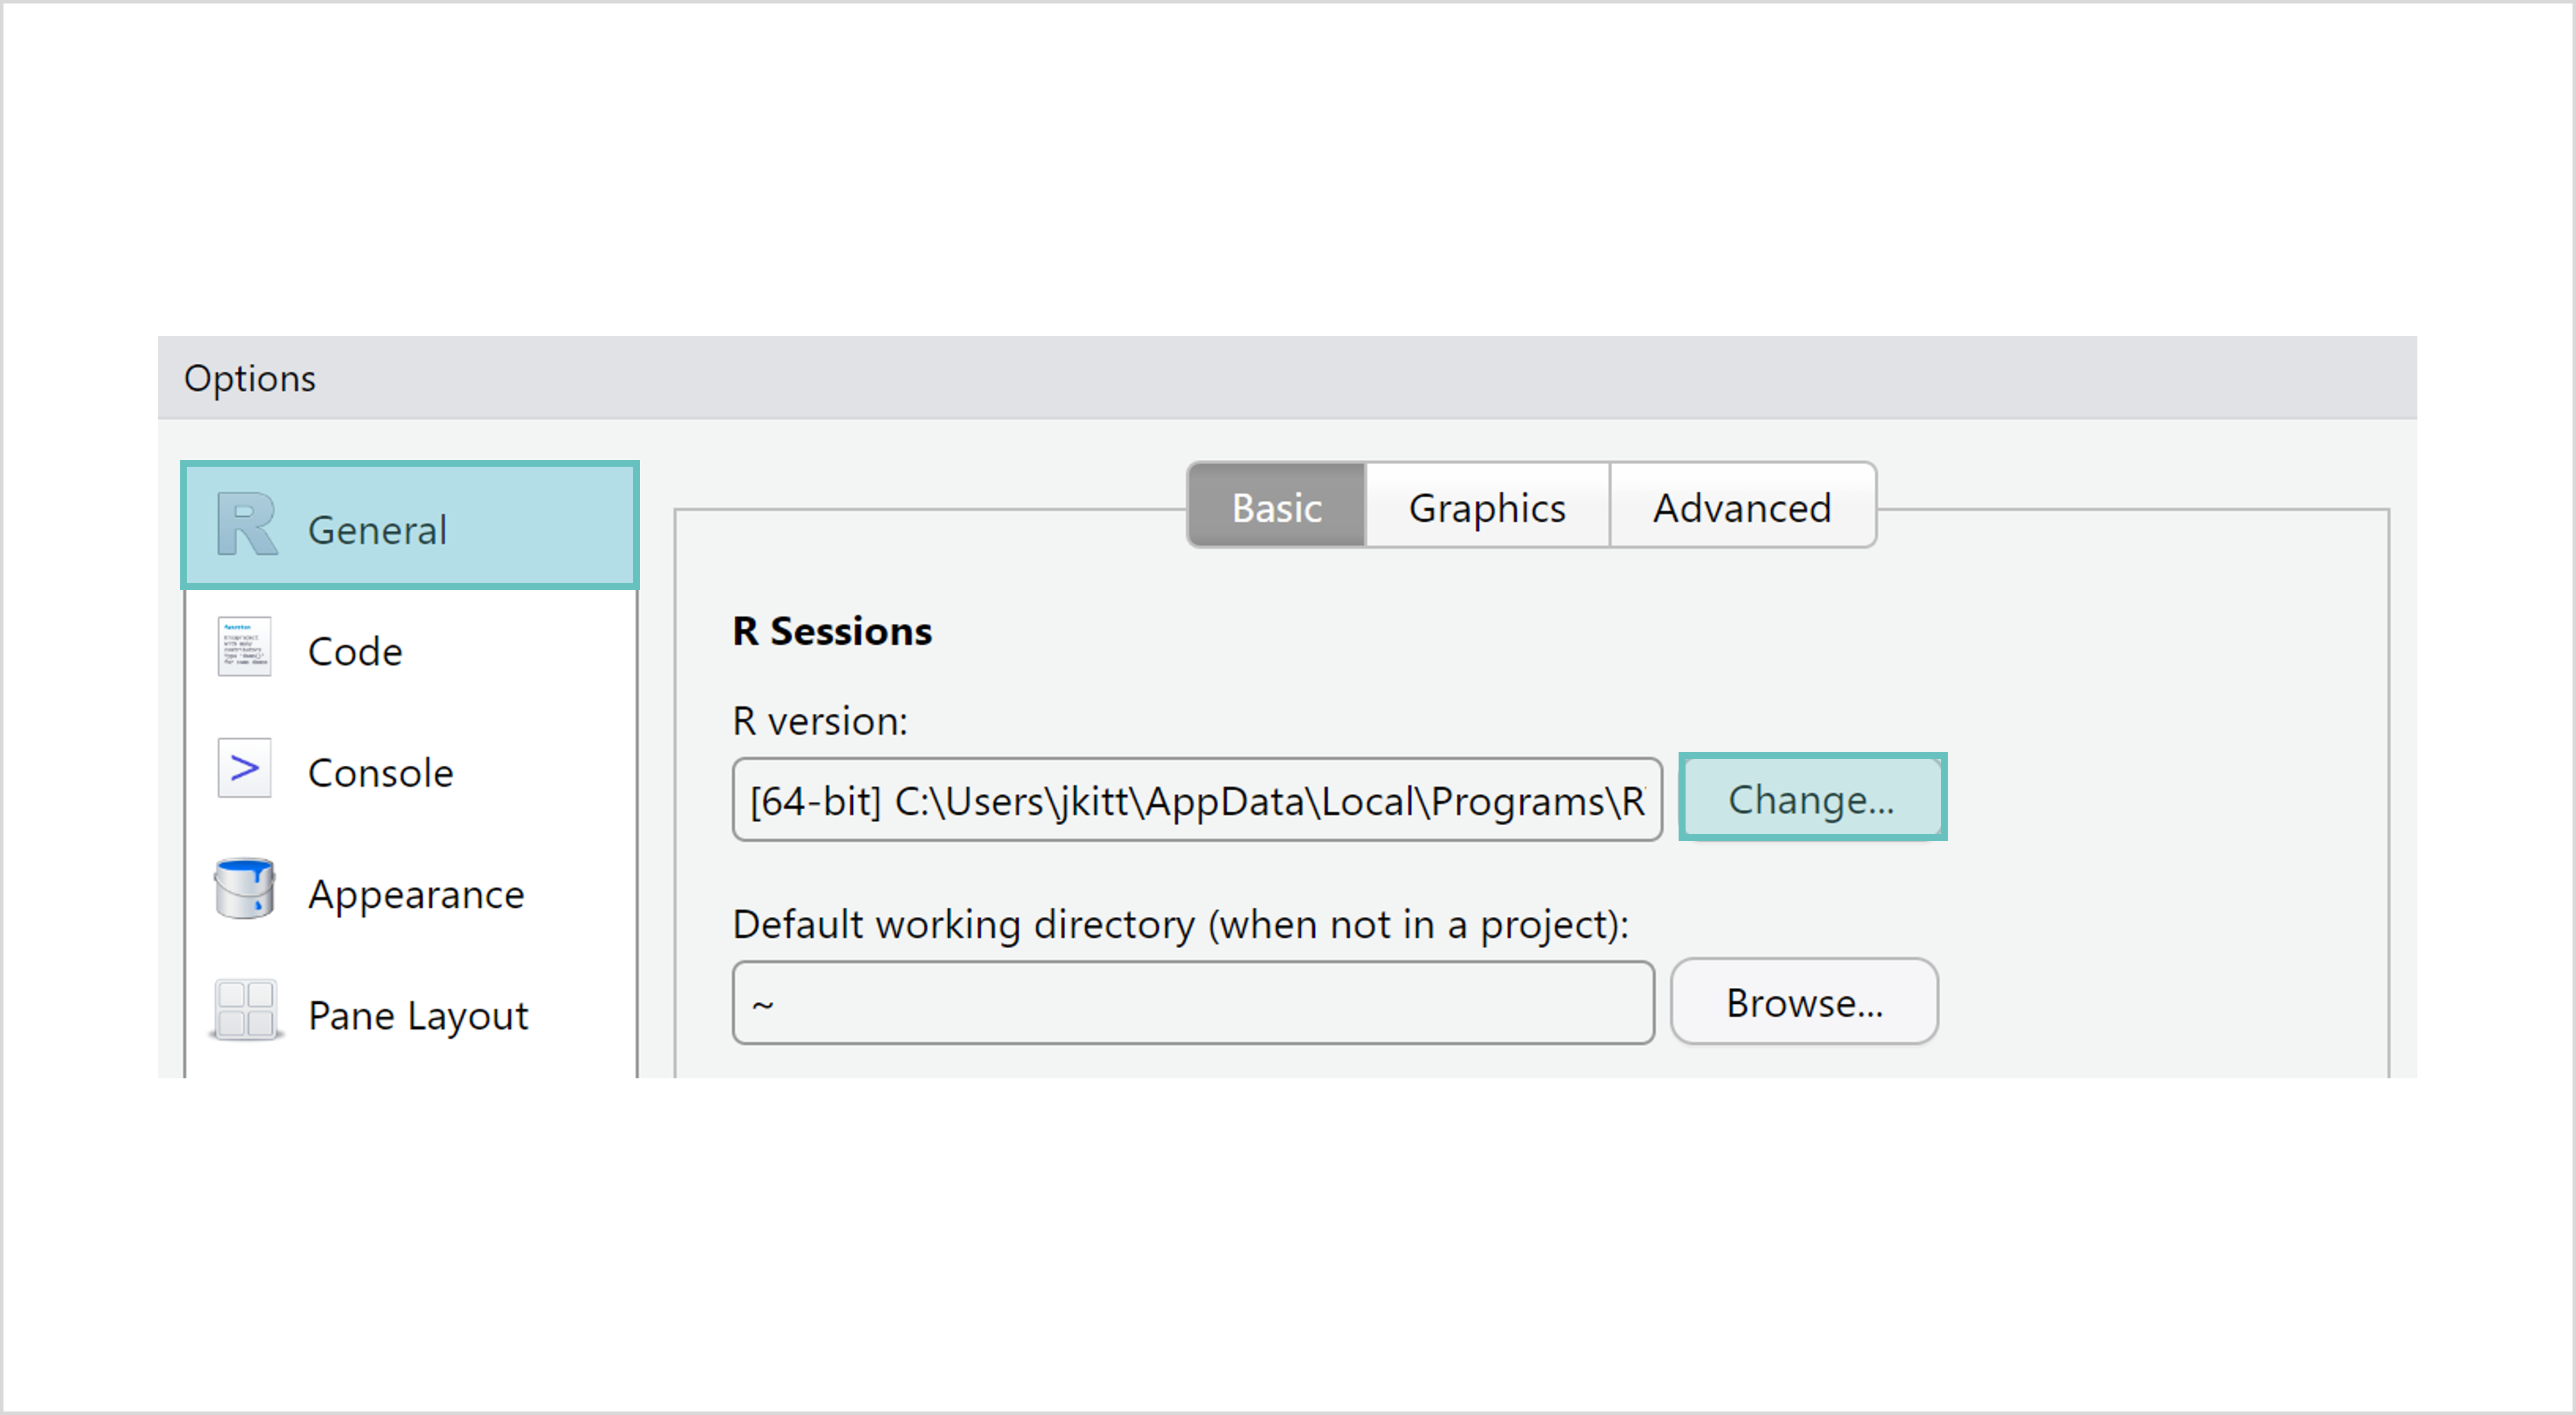 Options
General
Code
Console
Appearance
Pane Layout
Basic
Graphics
Advanced
R Sessions
R version:
[64-bit] C:\Users\jkitt\AppData\Local\Programs\R
Change...
Default working directory (when not in a project):
~
Browse...